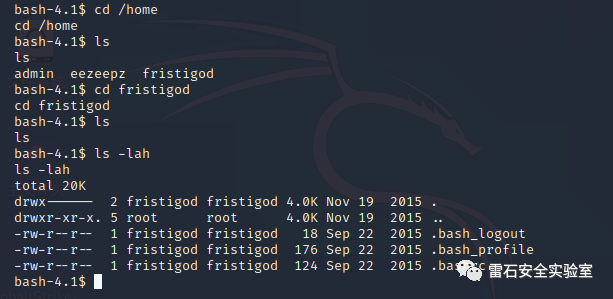 bash-4.1$ cd /home
cd /home
bash-4.1$ ls
ls
admin  eezeepz  fristigod
bash-4.1$ cd fristigod
cd fristigod
bash-4.1$ ls
ls
bash-4.1$ ls -lah
ls -lah
total 20K
drwx------  2 fristigod fristigod 4.0K Nov 19  2015 .
drwxr-xr-x. 5 root      root      4.0K Nov 19  2015 ..
-rw-r--r--  1 fristigod fristigod   18 Sep 22  2015 .bash_logout
-rw-r--r--  1 fristigod fristigod  176 Sep 22  2015 .bash_profile
-rw-r--r--  1 fristigod fristigod  124 Sep 22  2015
bash-4.1$
雷石安全实验室